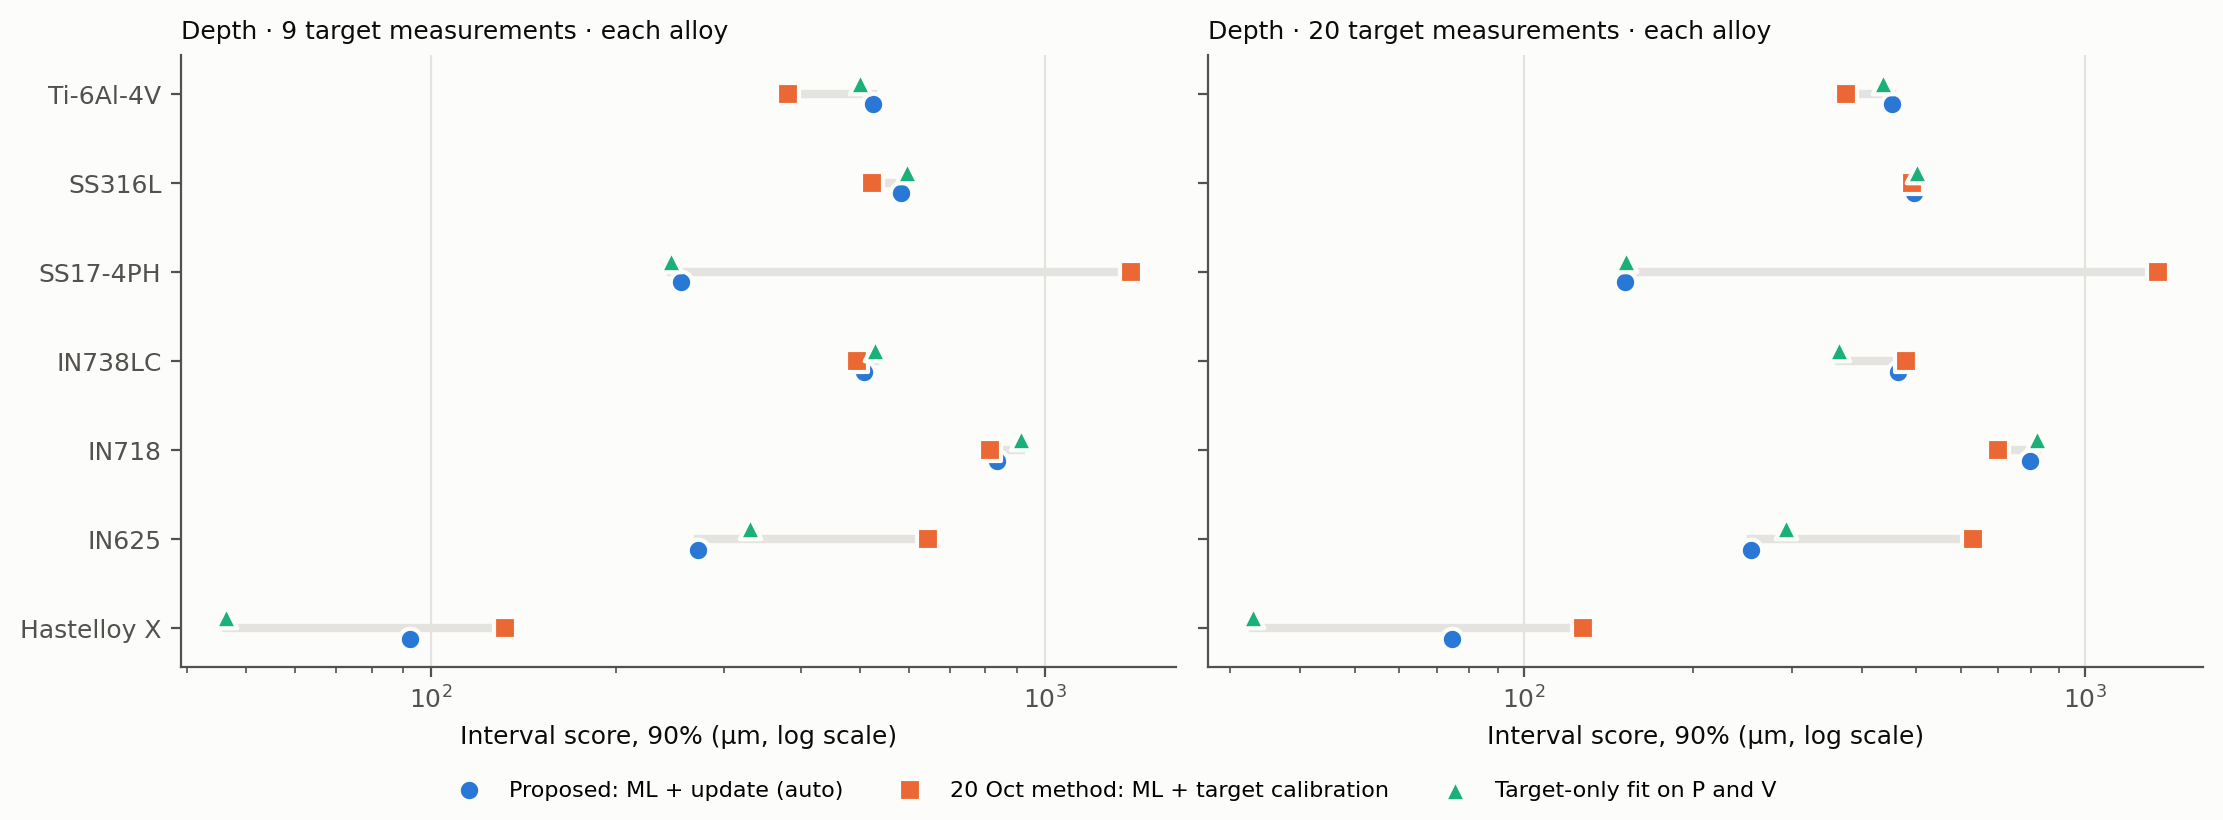 Depth · 9 target measurements · each alloy
Depth · 20 target measurements · each alloy
Ti-6Al-4V
SS316L
SS17-4PH
IN738LC
IN718
IN625
Hastelloy X
10² 10³
10² 10³
Interval score, 90% (µm, log scale)
Interval score, 90% (µm, log scale)
Proposed: ML + update (auto)
20 Oct method: ML + target calibration
Target-only fit on P and V